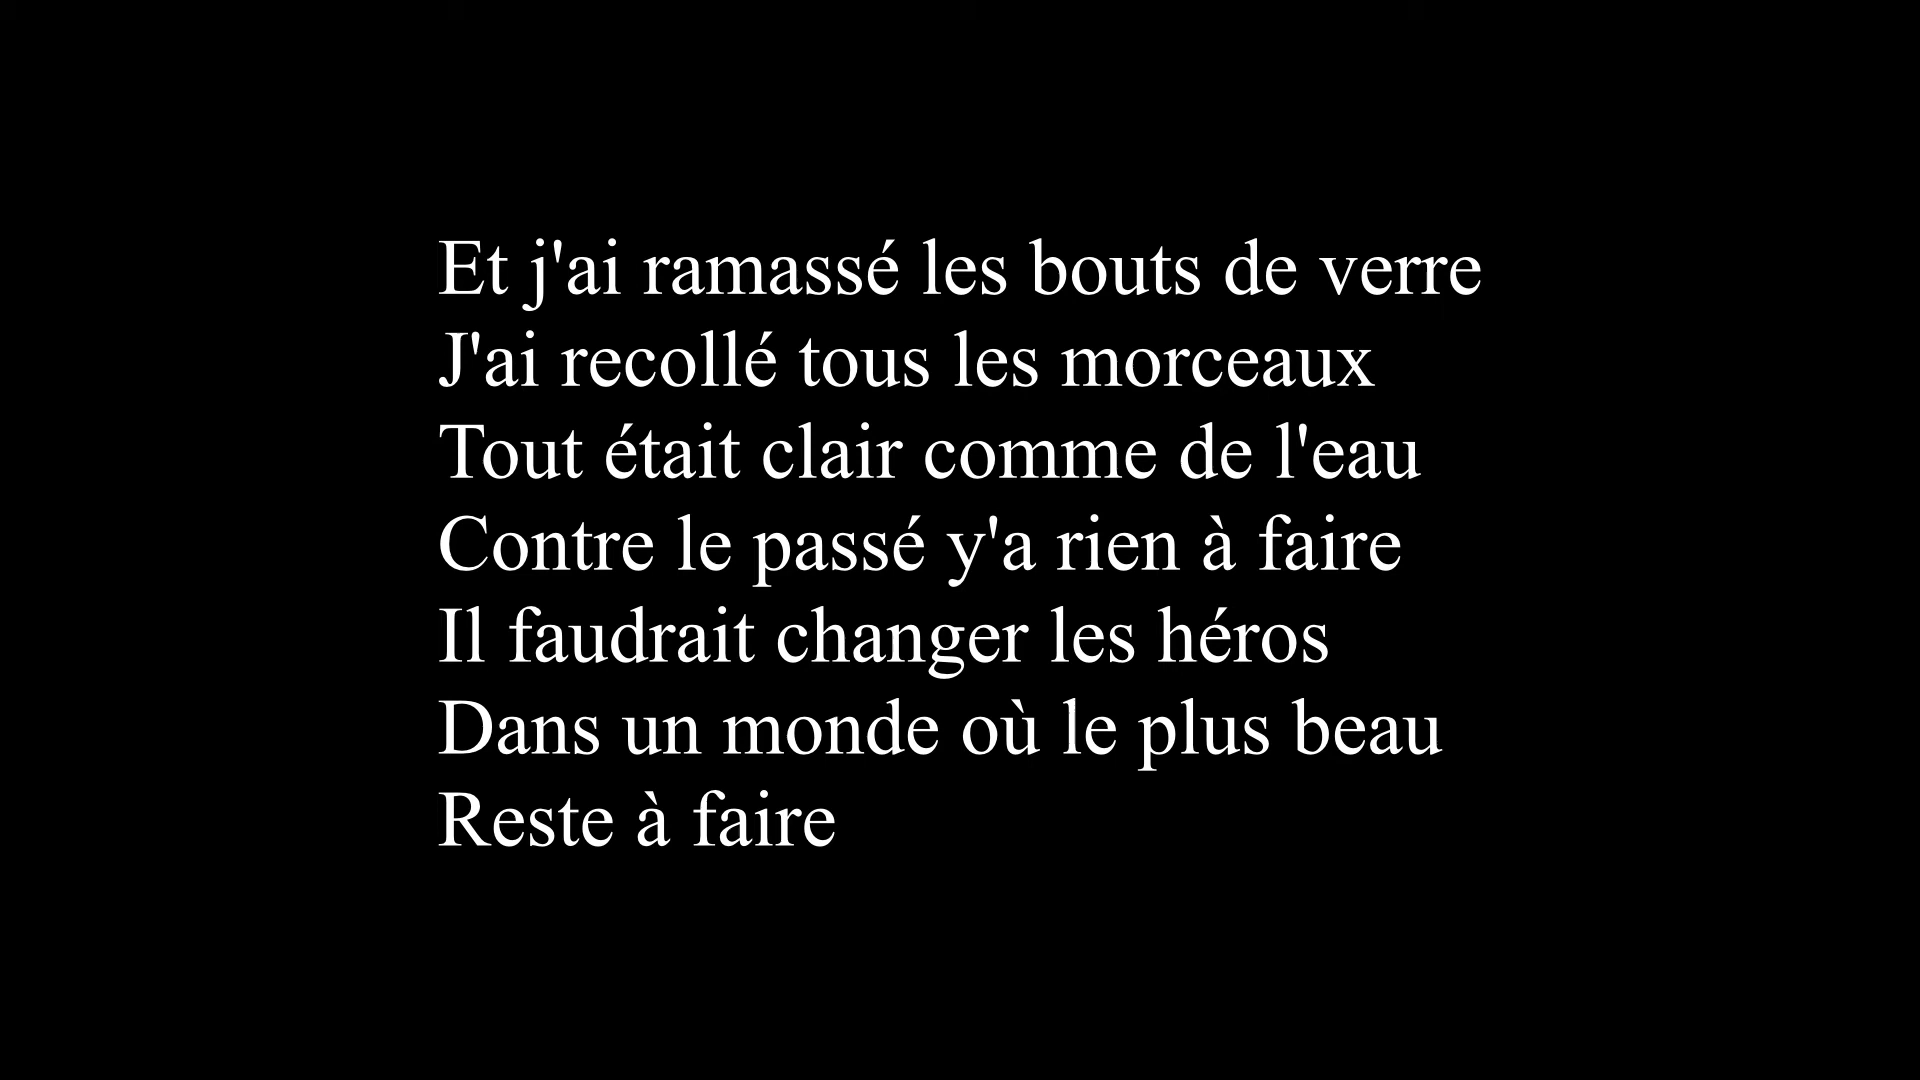 Et j'ai ramassé les bouts de verre
J'ai recollé tous les morceaux
Tout était clair comme de l'eau
Contre le passé y'a rien à faire
Il faudrait changer les héros
Dans un monde où le plus beau
Reste à faire